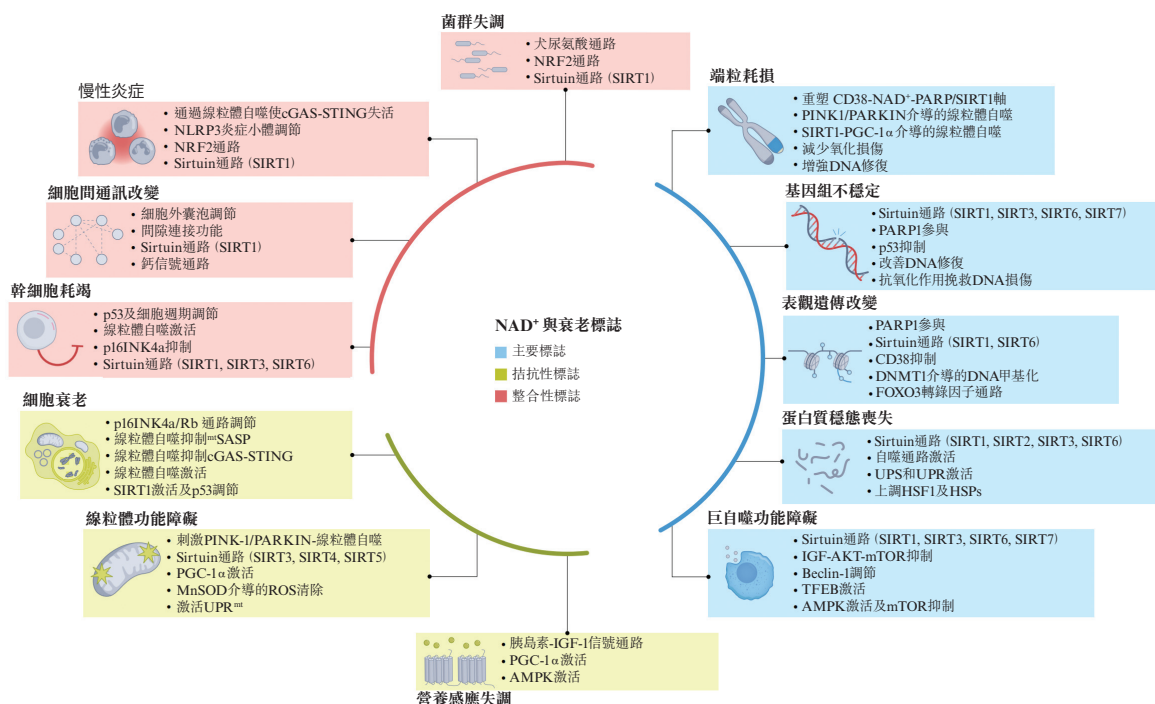 菌群失調
• 犬尿氨酸通路
• NRF2通路
• Sirtuin通路 (SIRT1)
慢性炎症
• 通過線粒體自噬使cGAS-STING失活
• NLRP3炎症小體調節
• NRF2通路
• Sirtuin通路 (SIRT1)
細胞間通訊改變
• 細胞外囊泡調節
• 間隙連接功能
• Sirtuin通路 (SIRT1)
• 鈣信號通路
幹細胞耗竭
• p53及細胞週期調節
• 線粒體自噬激活
• p16INK4a抑制
• Sirtuin通路 (SIRT1, SIRT3, SIRT6)
細胞衰老
• p16INK4a/Rb 通路調節
• 線粒體自噬抑制ᵐᵗSASP
• 線粒體自噬抑制cGAS-STING
• 線粒體自噬激活
• SIRT1激活及p53調節
線粒體功能障礙
• 刺激PINK-1/PARKIN-線粒體自噬
• Sirtuin通路 (SIRT3, SIRT4, SIRT5)
• PGC-1α激活
• MnSOD介導的ROS清除
• 激活UPRᵐᵗ
• 胰島素-IGF-1信號通路
• PGC-1α激活
• AMPK激活
營養感應失調
NAD⁺ 與衰老標誌
主要標誌
拮抗性標誌
整合性標誌
端粒耗損
• 重塑 CD38-NAD⁺-PARP/SIRT1軸
• PINK1/PARKIN介導的線粒體自噬
• SIRT1-PGC-1α介導的線粒體自噬
• 減少氧化損傷
• 增強DNA修復
基因組不穩定
• Sirtuin通路 (SIRT1, SIRT3, SIRT6, SIRT7)
• PARP1參與
• p53抑制
• 改善DNA修復
• 抗氧化作用挽救DNA損傷
表觀遺傳改變
• PARP1參與
• Sirtuin通路 (SIRT1, SIRT6)
• CD38抑制
• DNMT1介導的DNA甲基化
• FOXO3轉錄因子通路
蛋白質穩態喪失
• Sirtuin通路 (SIRT1, SIRT2, SIRT3, SIRT6)
• 自噬通路激活
• UPS和UPR激活
• 上調HSF1及HSPs
巨自噬功能障礙
• Sirtuin通路 (SIRT1, SIRT3, SIRT6, SIRT7)
• IGF-AKT-mTOR抑制
• Beclin-1調節
• TFEB激活
• AMPK激活及mTOR抑制